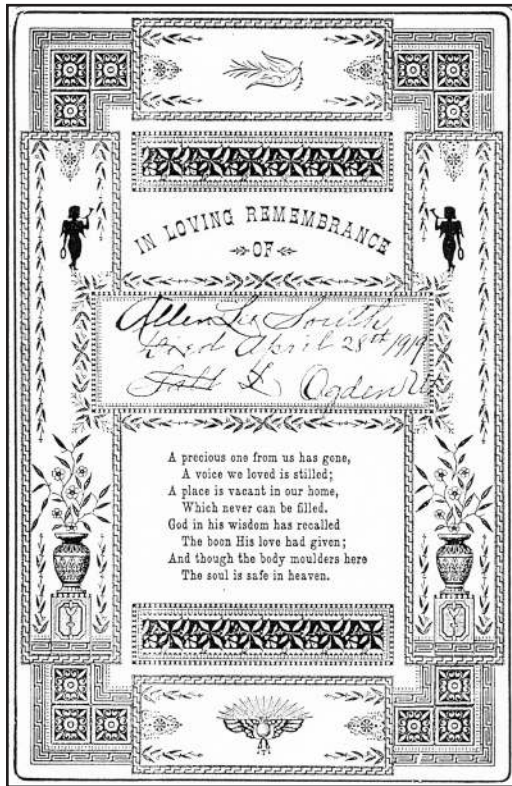 IN LOVING REMEMBRANCE
OF
Allen Lee Smith
Died April 28th 1919
Ogden
A precious one from us has gone,
A voice we loved is stilled;
A place is vacant in our home,
Which never can be filled.
God in his wisdom has recalled
The boon His love had given;
And though the body moulders here
The soul is safe in heaven.